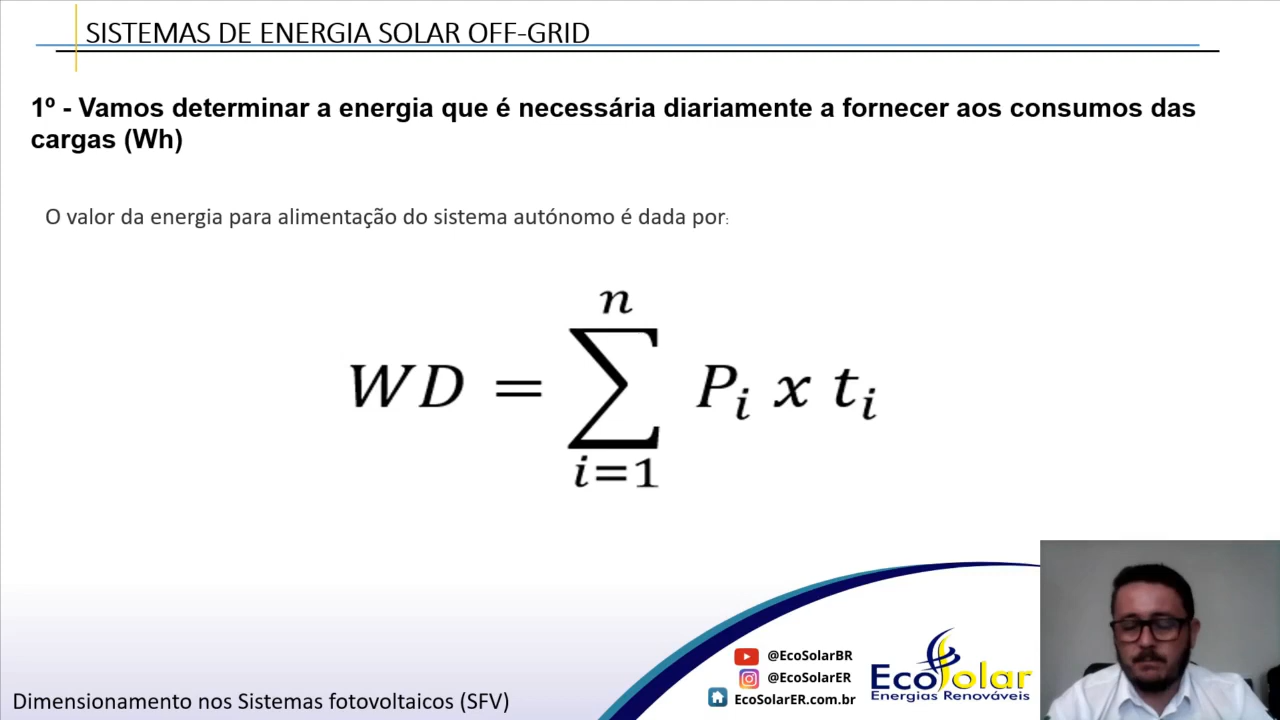 SISTEMAS DE ENERGIA SOLAR OFF-GRID
1º - Vamos determinar a energia que é necessária diariamente a fornecer aos consumos das
cargas (Wh)
O valor da energia para alimentação do sistema autónomo é dada por:
n
WD = ∑ Pᵢ x tᵢ
i=1
@EcoSolarBR
@EcoSolarER
EcoSolarER.com.br
EcoSolar
Energias Renováveis
Dimensionamento nos Sistemas fotovoltaicos (SFV)